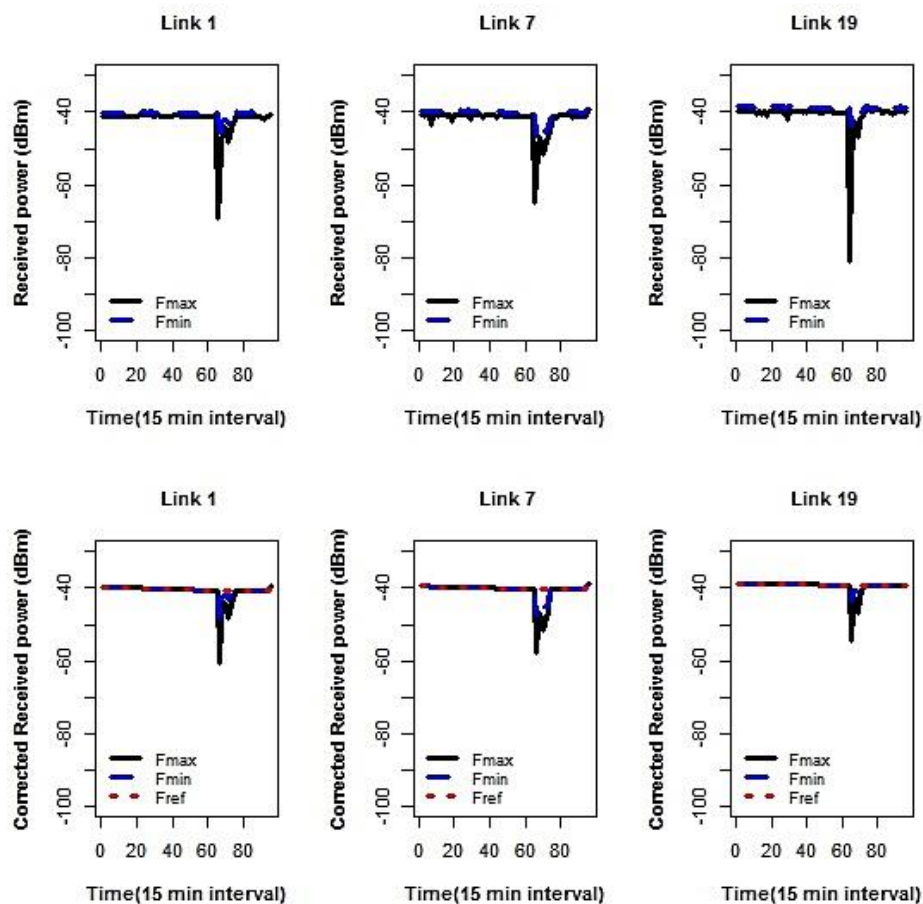 Link 1
Received power (dBm)
-40
-60
-80
-100
Fmax
Fmin
0 20 40 60 80
Time(15 min interval)
Link 7
Received power (dBm)
-40
-60
-80
-100
Fmax
Fmin
0 20 40 60 80
Time(15 min interval)
Link 19
Received power (dBm)
-40
-60
-80
-100
Fmax
Fmin
0 20 40 60 80
Time(15 min interval)
Link 1
Corrected Received power (dBm)
-40
-60
-80
-100
Fmax
Fmin
Fref
0 20 40 60 80
Time(15 min interval)
Link 7
Corrected Received power (dBm)
-40
-60
-80
-100
Fmax
Fmin
Fref
0 20 40 60 80
Time(15 min interval)
Link 19
Corrected Received power (dBm)
-40
-60
-80
-100
Fmax
Fmin
Fref
0 20 40 60 80
Time(15 min interval)